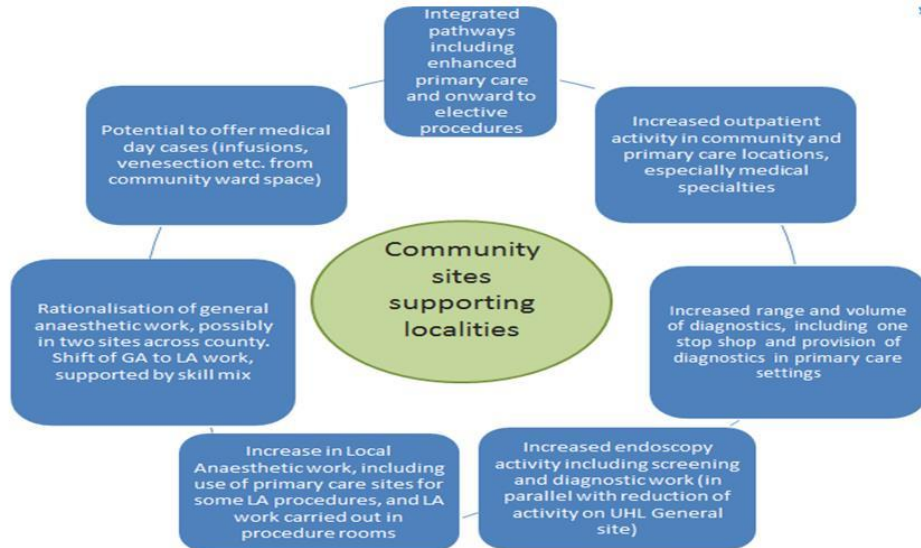 Integrated
pathways
including
enhanced
primary care
and onward to
elective
procedures
Increased outpatient
activity in community and
primary care locations,
especially medical
specialties
Increased range and volume
of diagnostics, including one
stop shop and provision of
diagnostics in primary care
settings
Increased endoscopy
activity including screening
and diagnostic work (in
parallel with reduction of
activity on UHL General
site)
Increase in Local
Anaesthetic work, including
use of primary care sites for
some LA procedures, and LA
work carried out in
procedure rooms
Rationalisation of general
anaesthetic work, possibly
in two sites across county.
Shift of GA to LA work,
supported by skill mix
Potential to offer medical
day cases (infusions,
venesection etc. from
community ward space)
Community
sites
supporting
localities